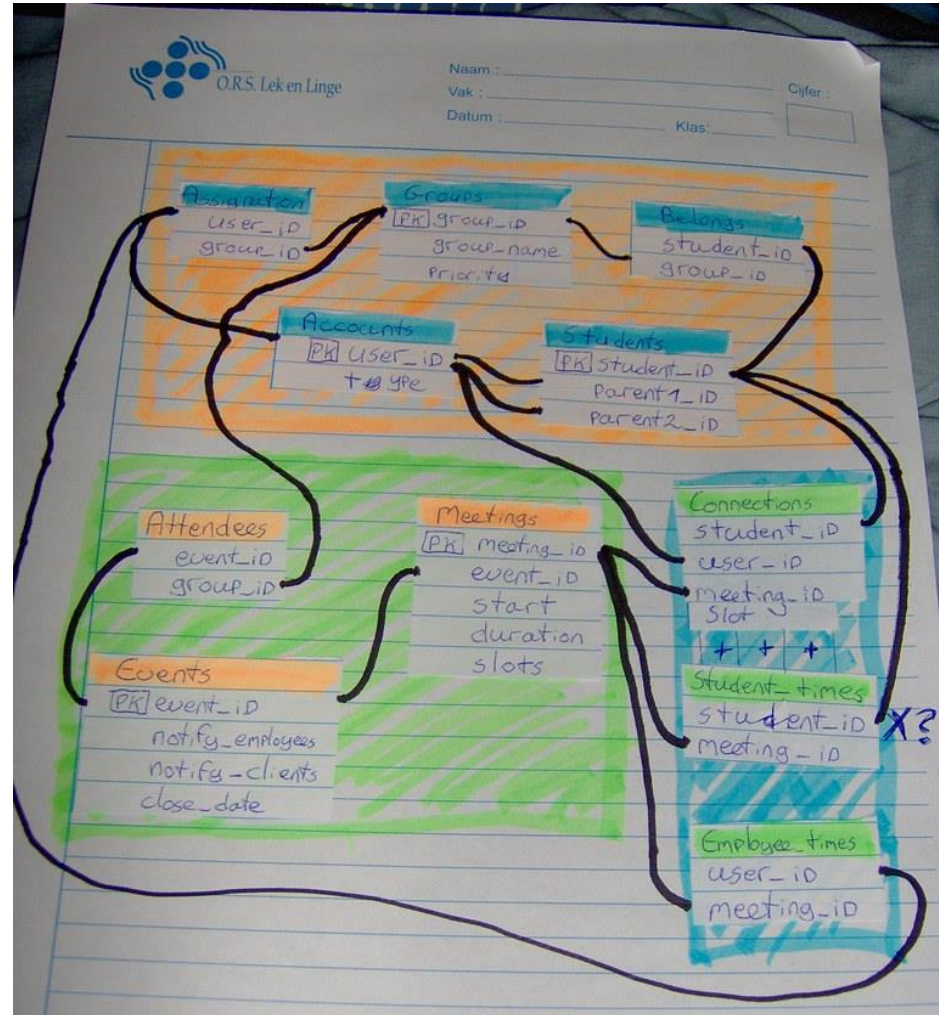 O.R.S. Lek en Linge
Naam :
Vak :
Datum :
Klas:
Cijfer :
Assignation
user_iD
group_iD
Groups
PK group_iD
group_name
Priority
Belongs
student_iD
group_iD
Accounts
PK user_iD
type
Students
PK student_iD
parent1_iD
parent2_iD
Attendees
event_iD
group_iD
Events
PK event_iD
notify_employees
notify_clients
close_date
Meetings
PK meeting_iD
event_iD
start
duration
slots
Connections
student_iD
user_iD
meeting_iD
Slot
+ + +
Student_times
student_iD X?
meeting_iD
Employee_times
user_iD
meeting_iD